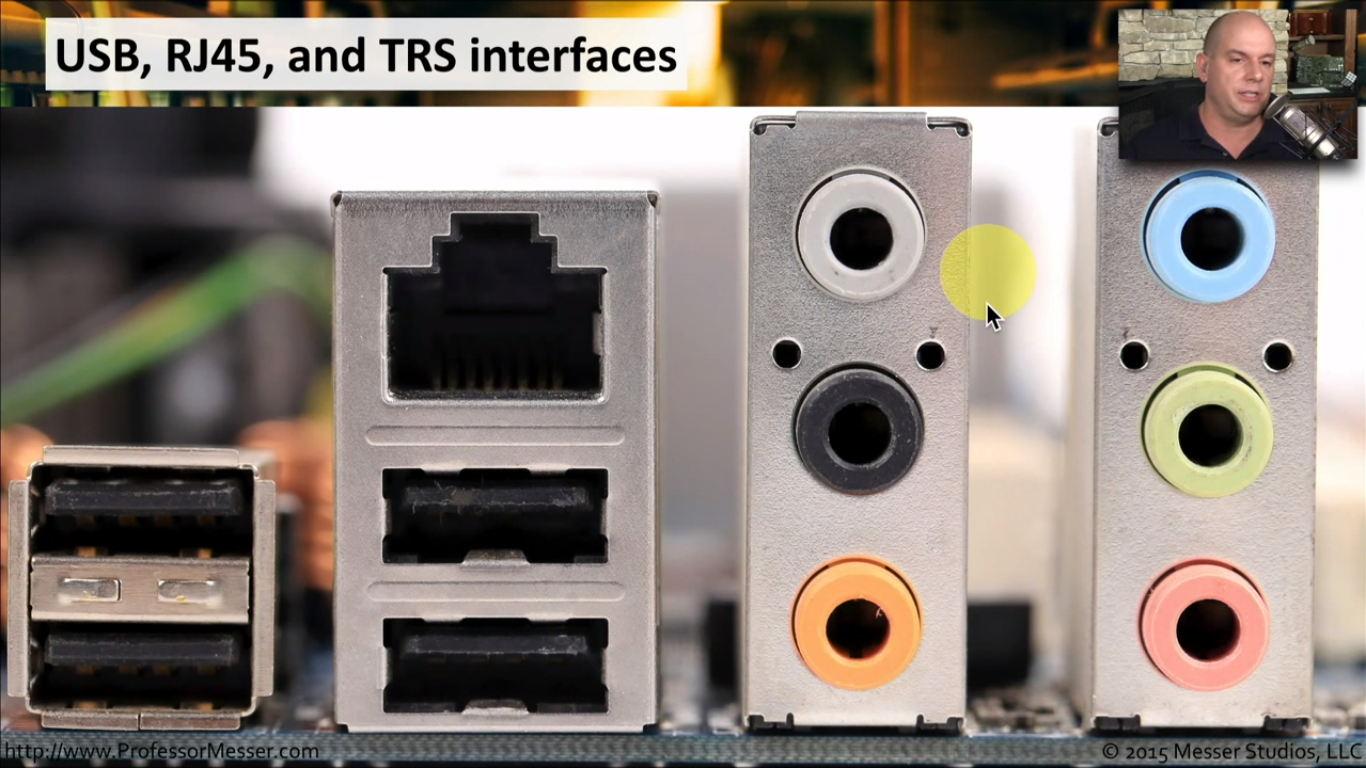 USB, RJ45, and TRS interfaces
http://www.ProfessorMesser.com
© 2015 Messer Studios, LLC